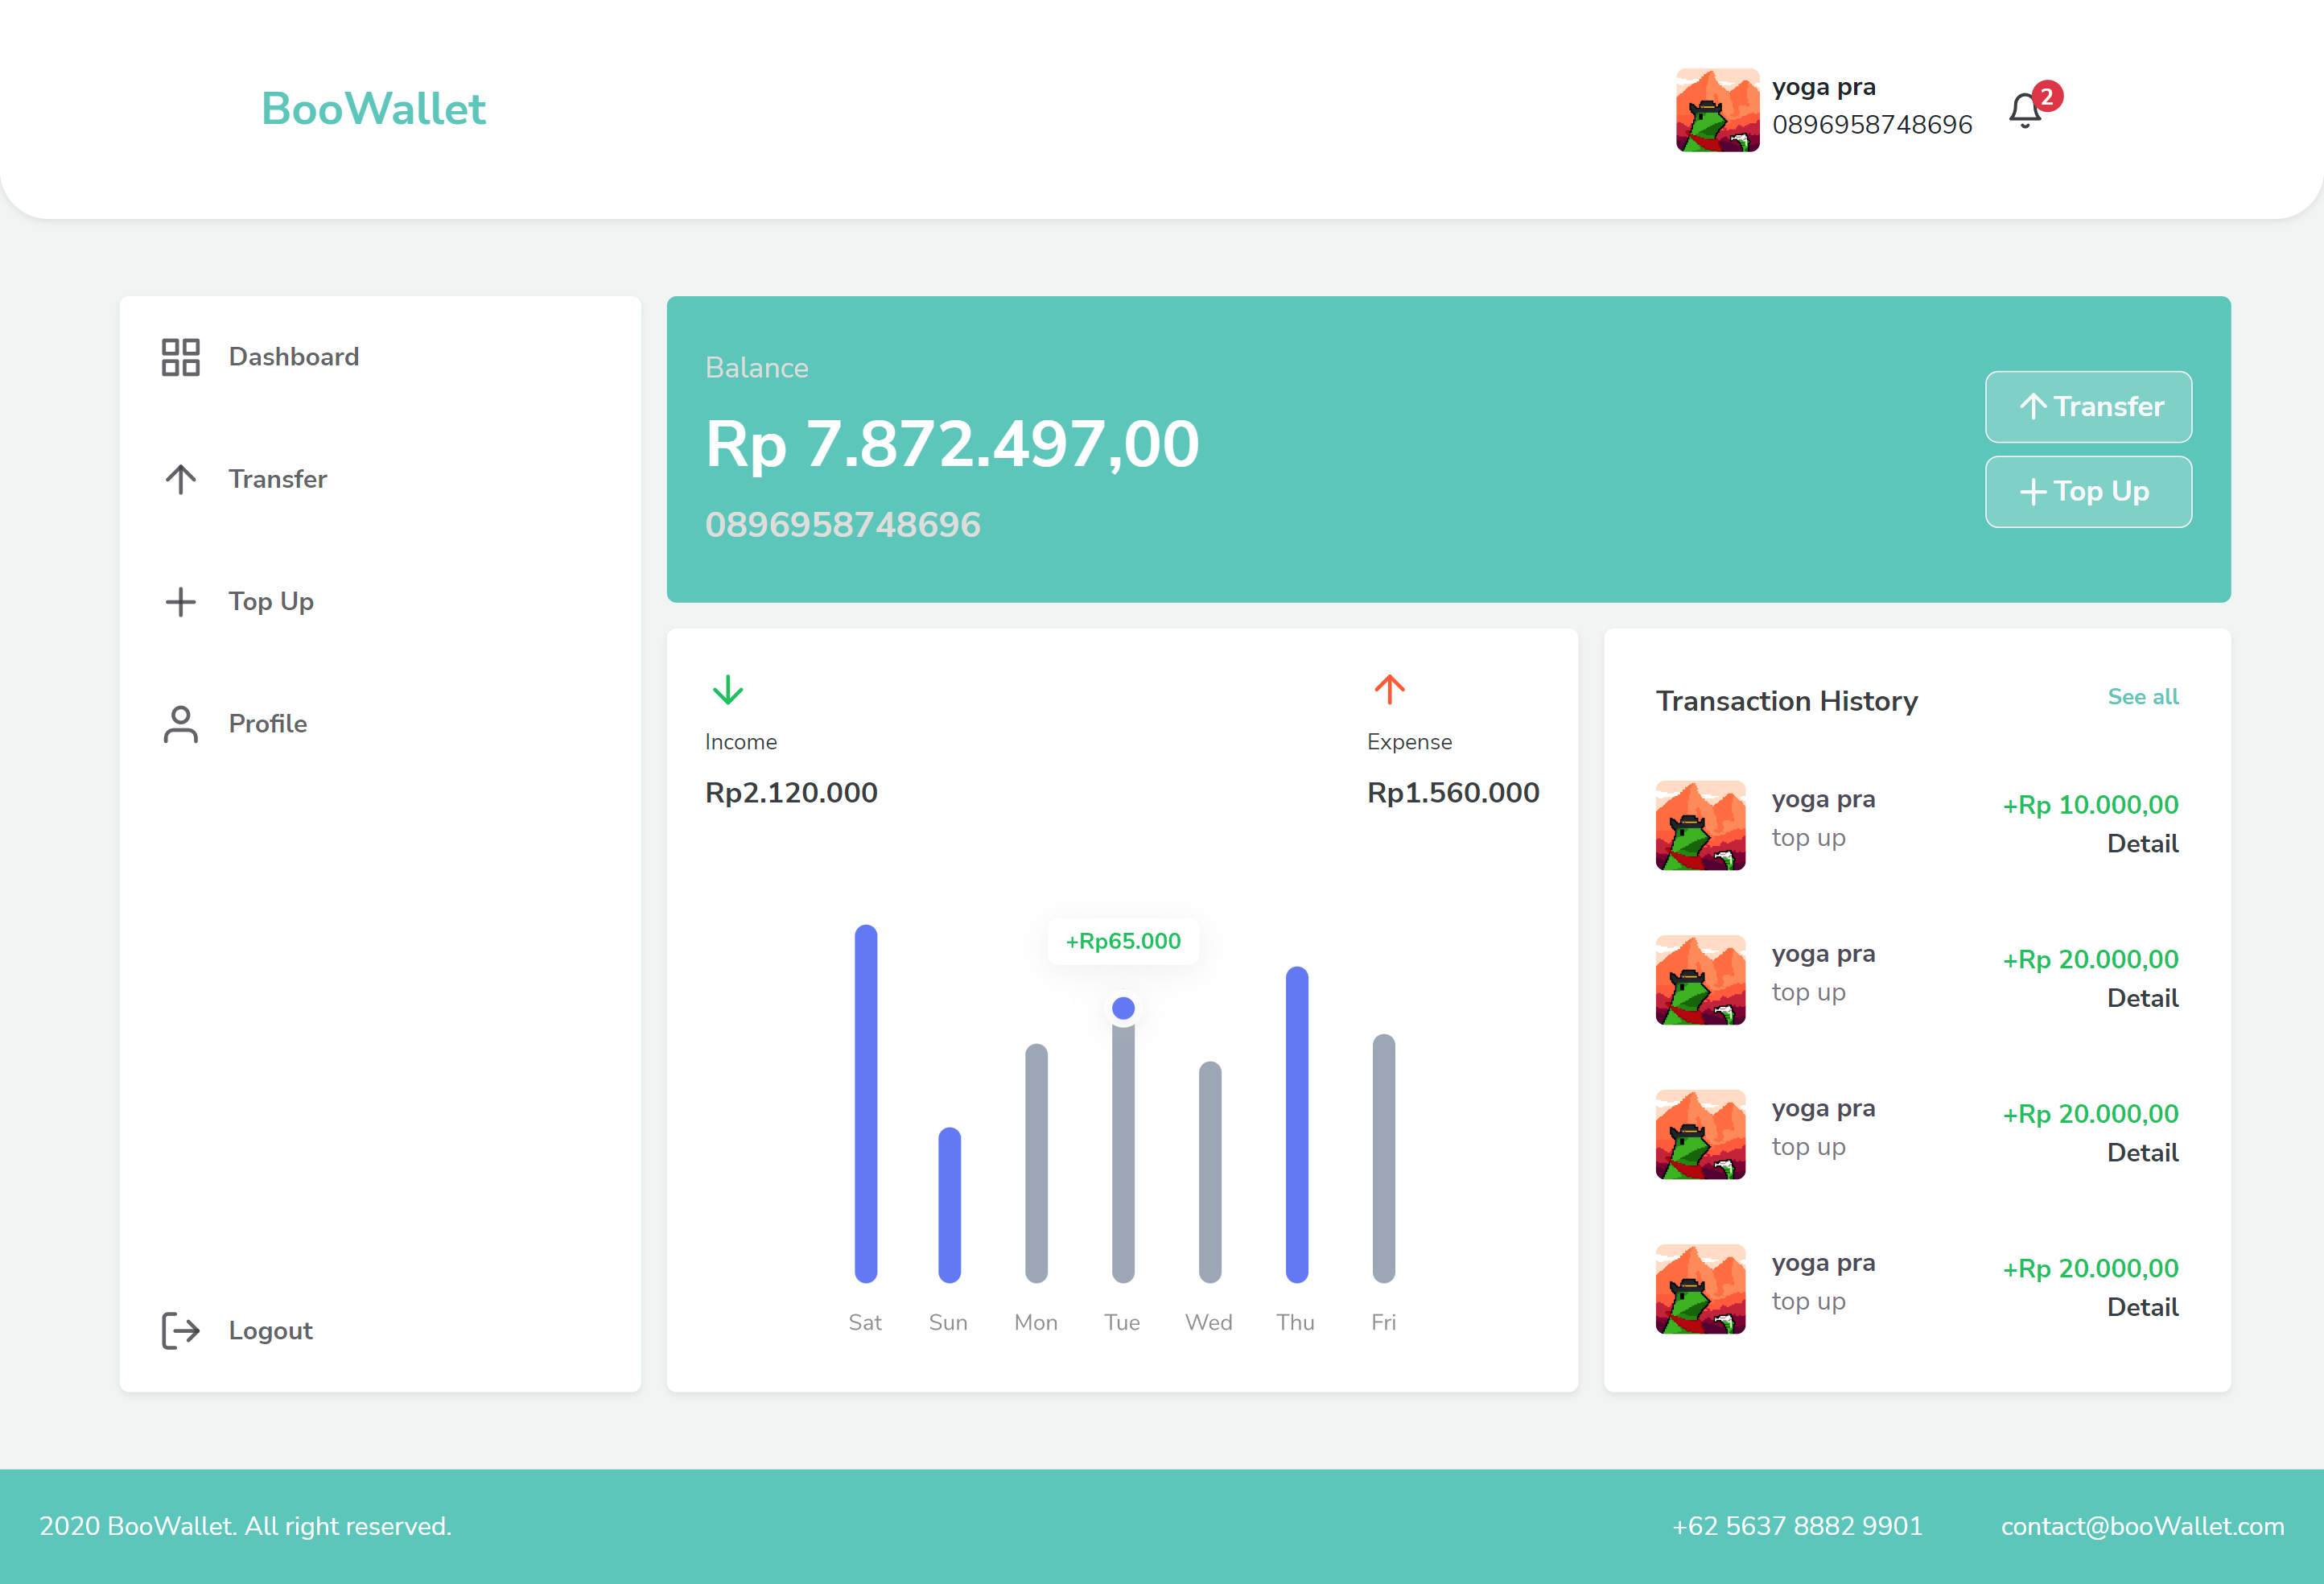 BooWallet
yoga pra
0896958748696
2
Dashboard
Transfer
Top Up
Profile
Logout
Balance
Rp 7.872.497,00
0896958748696
Transfer
Top Up
Income
Rp2.120.000
Expense
Rp1.560.000
+Rp65.000
Sat Sun Mon Tue Wed Thu Fri
Transaction History
See all
yoga pra
top up
+Rp 10.000,00
Detail
yoga pra
top up
+Rp 20.000,00
Detail
yoga pra
top up
+Rp 20.000,00
Detail
yoga pra
top up
+Rp 20.000,00
Detail
2020 BooWallet. All right reserved.
+62 5637 8882 9901
contact@booWallet.com